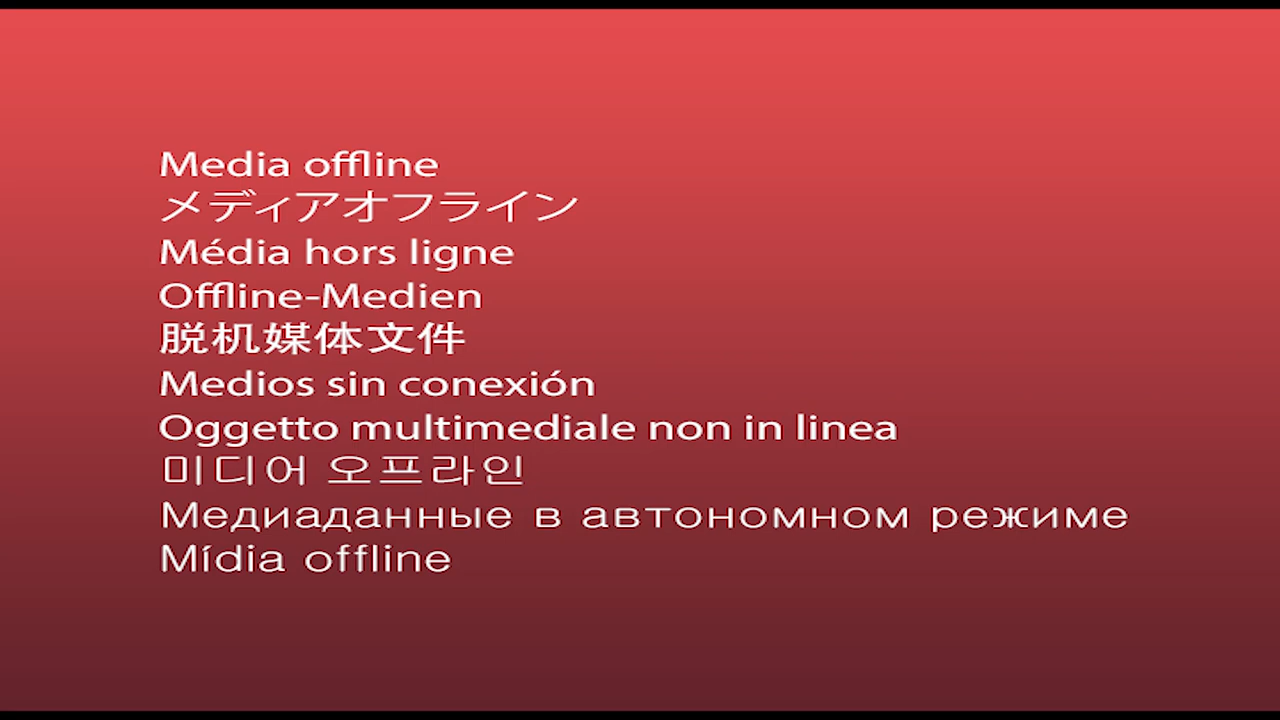 Media offline
メディアオフライン
Média hors ligne
Offline-Medien
脱机媒体文件
Medios sin conexión
Oggetto multimediale non in linea
미디어 오프라인
Медиаданные в автономном режиме
Mídia offline